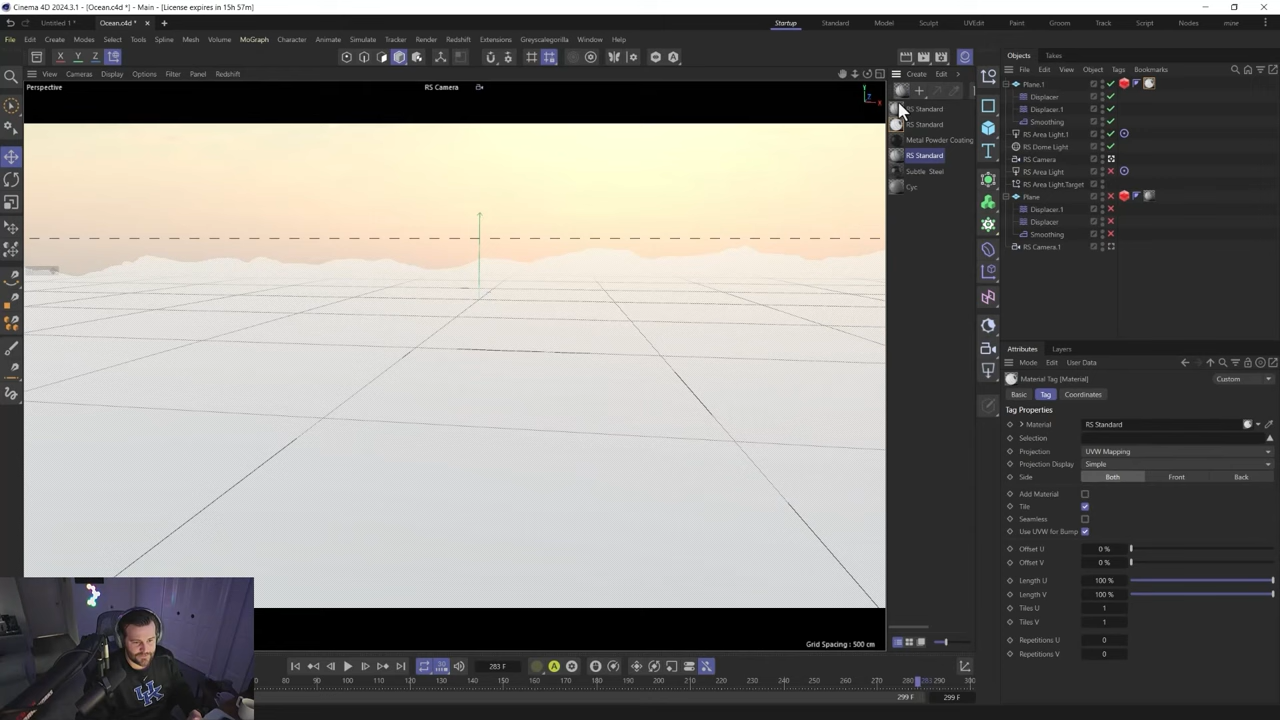 Cinema 4D 2024.3.1 - [Ocean.c4d *] - Main - [License expires in 15h 57m]
Untitled 1 *
Ocean.c4d *
Startup
Standard
Model
Sculpt
UVEdit
Paint
Groom
Track
Script
Nodes
mine
File
Edit
Create
Modes
Select
Tools
Spline
Mesh
Volume
MoGraph
Character
Animate
Simulate
Tracker
Render
Redshift
Extensions
Greyscalegorilla
Window
Help
X
Y
Z
View
Cameras
Display
Options
Filter
Panel
Redshift
Perspective
RS Camera
Y
Z
X
Grid Spacing : 500 cm
Create
Edit
RS Standard
RS Standard
Metal Powder Coating
RS Standard
Subtle Steel
Cyc
T
Objects
Takes
File
Edit
View
Object
Tags
Bookmarks
Plane.1
Displacer
Displacer.1
Smoothing
RS Area Light.1
RS Dome Light
RS Camera
RS Area Light
RS Area Light.Target
Plane
Displacer.1
Displacer
Smoothing
RS Camera.1
Attributes
Layers
Mode
Edit
User Data
Material Tag [Material]
Custom
Basic
Tag
Coordinates
Tag Properties
Material
RS Standard
Selection
Projection
UVW Mapping
Projection Display
Simple
Side
Both
Front
Back
Add Material
Tile
Seamless
Use UVW for Bump
Offset U
0 %
Offset V
0 %
Length U
100 %
Length V
100 %
Tiles U
1
Tiles V
1
Repetitions U
0
Repetitions V
0
283 F
30
A
80
90
100
110
120
130
140
150
160
170
180
190
200
210
220
230
240
250
260
270
280
283
290
300
299 F
299 F
UK